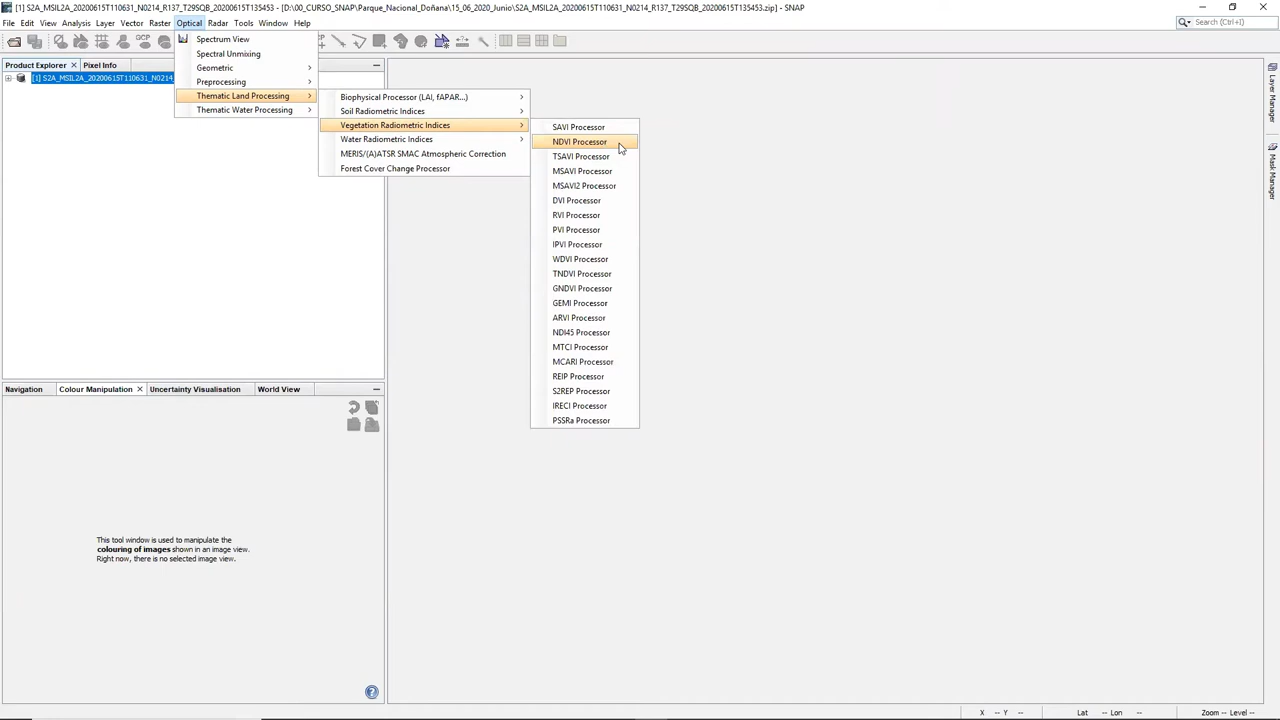 [1] S2A_MSIL2A_20200615T110631_N0214_R137_T29SQB_20200615T135453 - [D:\00_CURSO_SNAP\Parque_Nacional_Doñana\15_06_2020_Junio\S2A_MSIL2A_20200615T110631_N0214_R137_T29SQB_20200615T135453.zip] - SNAP
File Edit View Analysis Layer Vector Raster Optical Radar Tools Window Help
Search (Ctrl+I)
GCP
Product Explorer Pixel Info
[1] S2A_MSIL2A_20200615T110631_N0214_
Spectrum View
Spectral Unmixing
Geometric
Preprocessing
Thematic Land Processing
Thematic Water Processing
Biophysical Processor (LAI, fAPAR...)
Soil Radiometric Indices
Vegetation Radiometric Indices
Water Radiometric Indices
MERIS/(A)ATSR SMAC Atmospheric Correction
Forest Cover Change Processor
SAVI Processor
NDVI Processor
TSAVI Processor
MSAVI Processor
MSAVI2 Processor
DVI Processor
RVI Processor
PVI Processor
IPVI Processor
WDVI Processor
TNDVI Processor
GNDVI Processor
GEMI Processor
ARVI Processor
NDI45 Processor
MTCI Processor
MCARI Processor
REIP Processor
S2REP Processor
IRECI Processor
PSSRa Processor
Layer Manager
Mask Manager
Navigation Colour Manipulation Uncertainty Visualisation World View
This tool window is used to manipulate the
colouring of images shown in an image view.
Right now, there is no selected image view.
X -- Y -- Lat -- Lon -- Zoom -- Level --